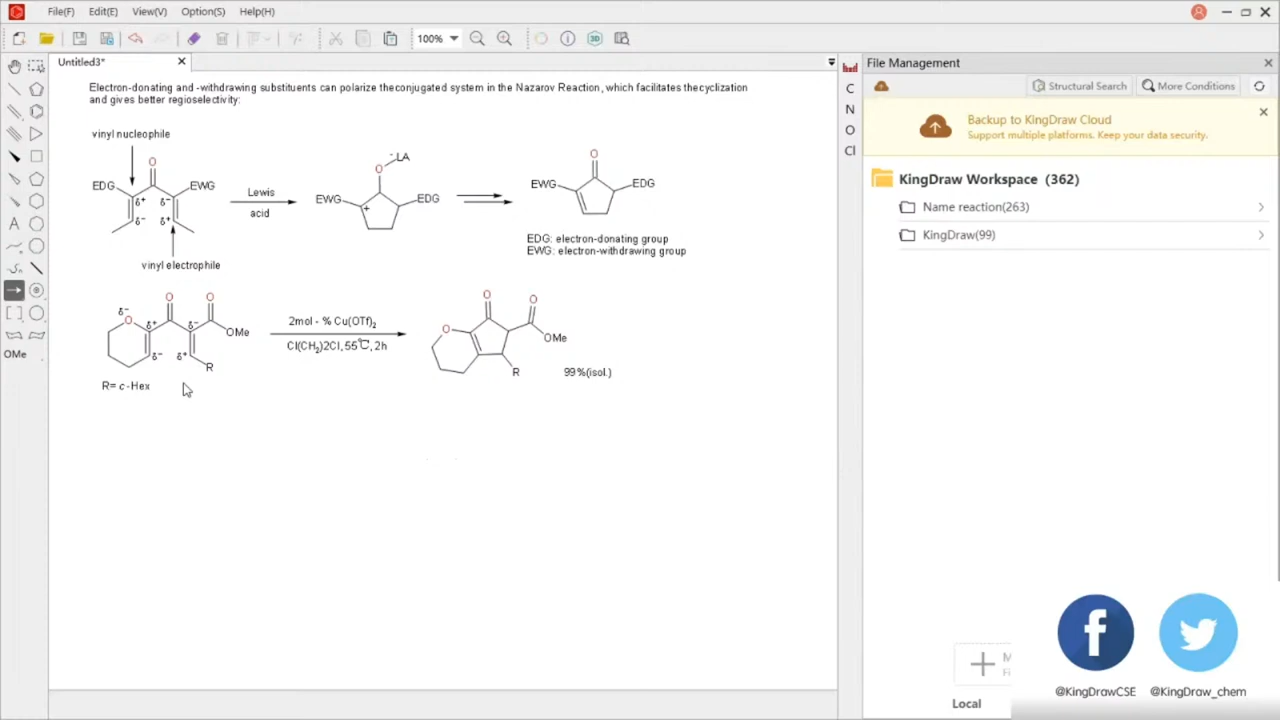 File(F) Edit(E) View(V) Option(S) Help(H)
100%
3D
Untitled3*
Electron-donating and -withdrawing substituents can polarize theconjugated system in the Nazarov Reaction, which facilitates thecyclization
and gives better regioselectivity:
vinyl nucleophile
O
EDG EWG
δ+ δ-
δ- δ+
vinyl electrophile
Lewis
acid
-LA
O
EWG EDG
+
O
EWG EDG
EDG: electron-donating group
EWG: electron-withdrawing group
O O
δ-
O δ+ δ-
OMe
δ- δ+
R
R= c-Hex
2mol - % Cu(OTf)2
Cl(CH2)2Cl, 55℃, 2h
O O
O
OMe
R
99%(isol.)
A
OMe
C
N
O
Cl
File Management
Structural Search More Conditions
Backup to KingDraw Cloud
Support multiple platforms. Keep your data security.
KingDraw Workspace (362)
Name reaction(263)
KingDraw(99)
M
Fi
Local
@KingDrawCSE @KingDraw_chem